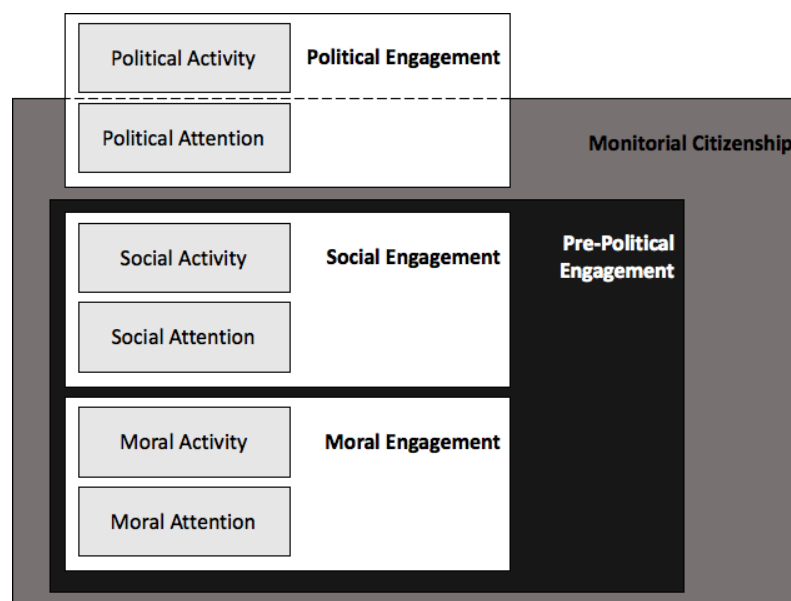 Political Activity
Political Engagement
Political Attention
Monitorial Citizenship
Social Activity
Social Engagement
Pre-Political
Engagement
Social Attention
Moral Activity
Moral Engagement
Moral Attention